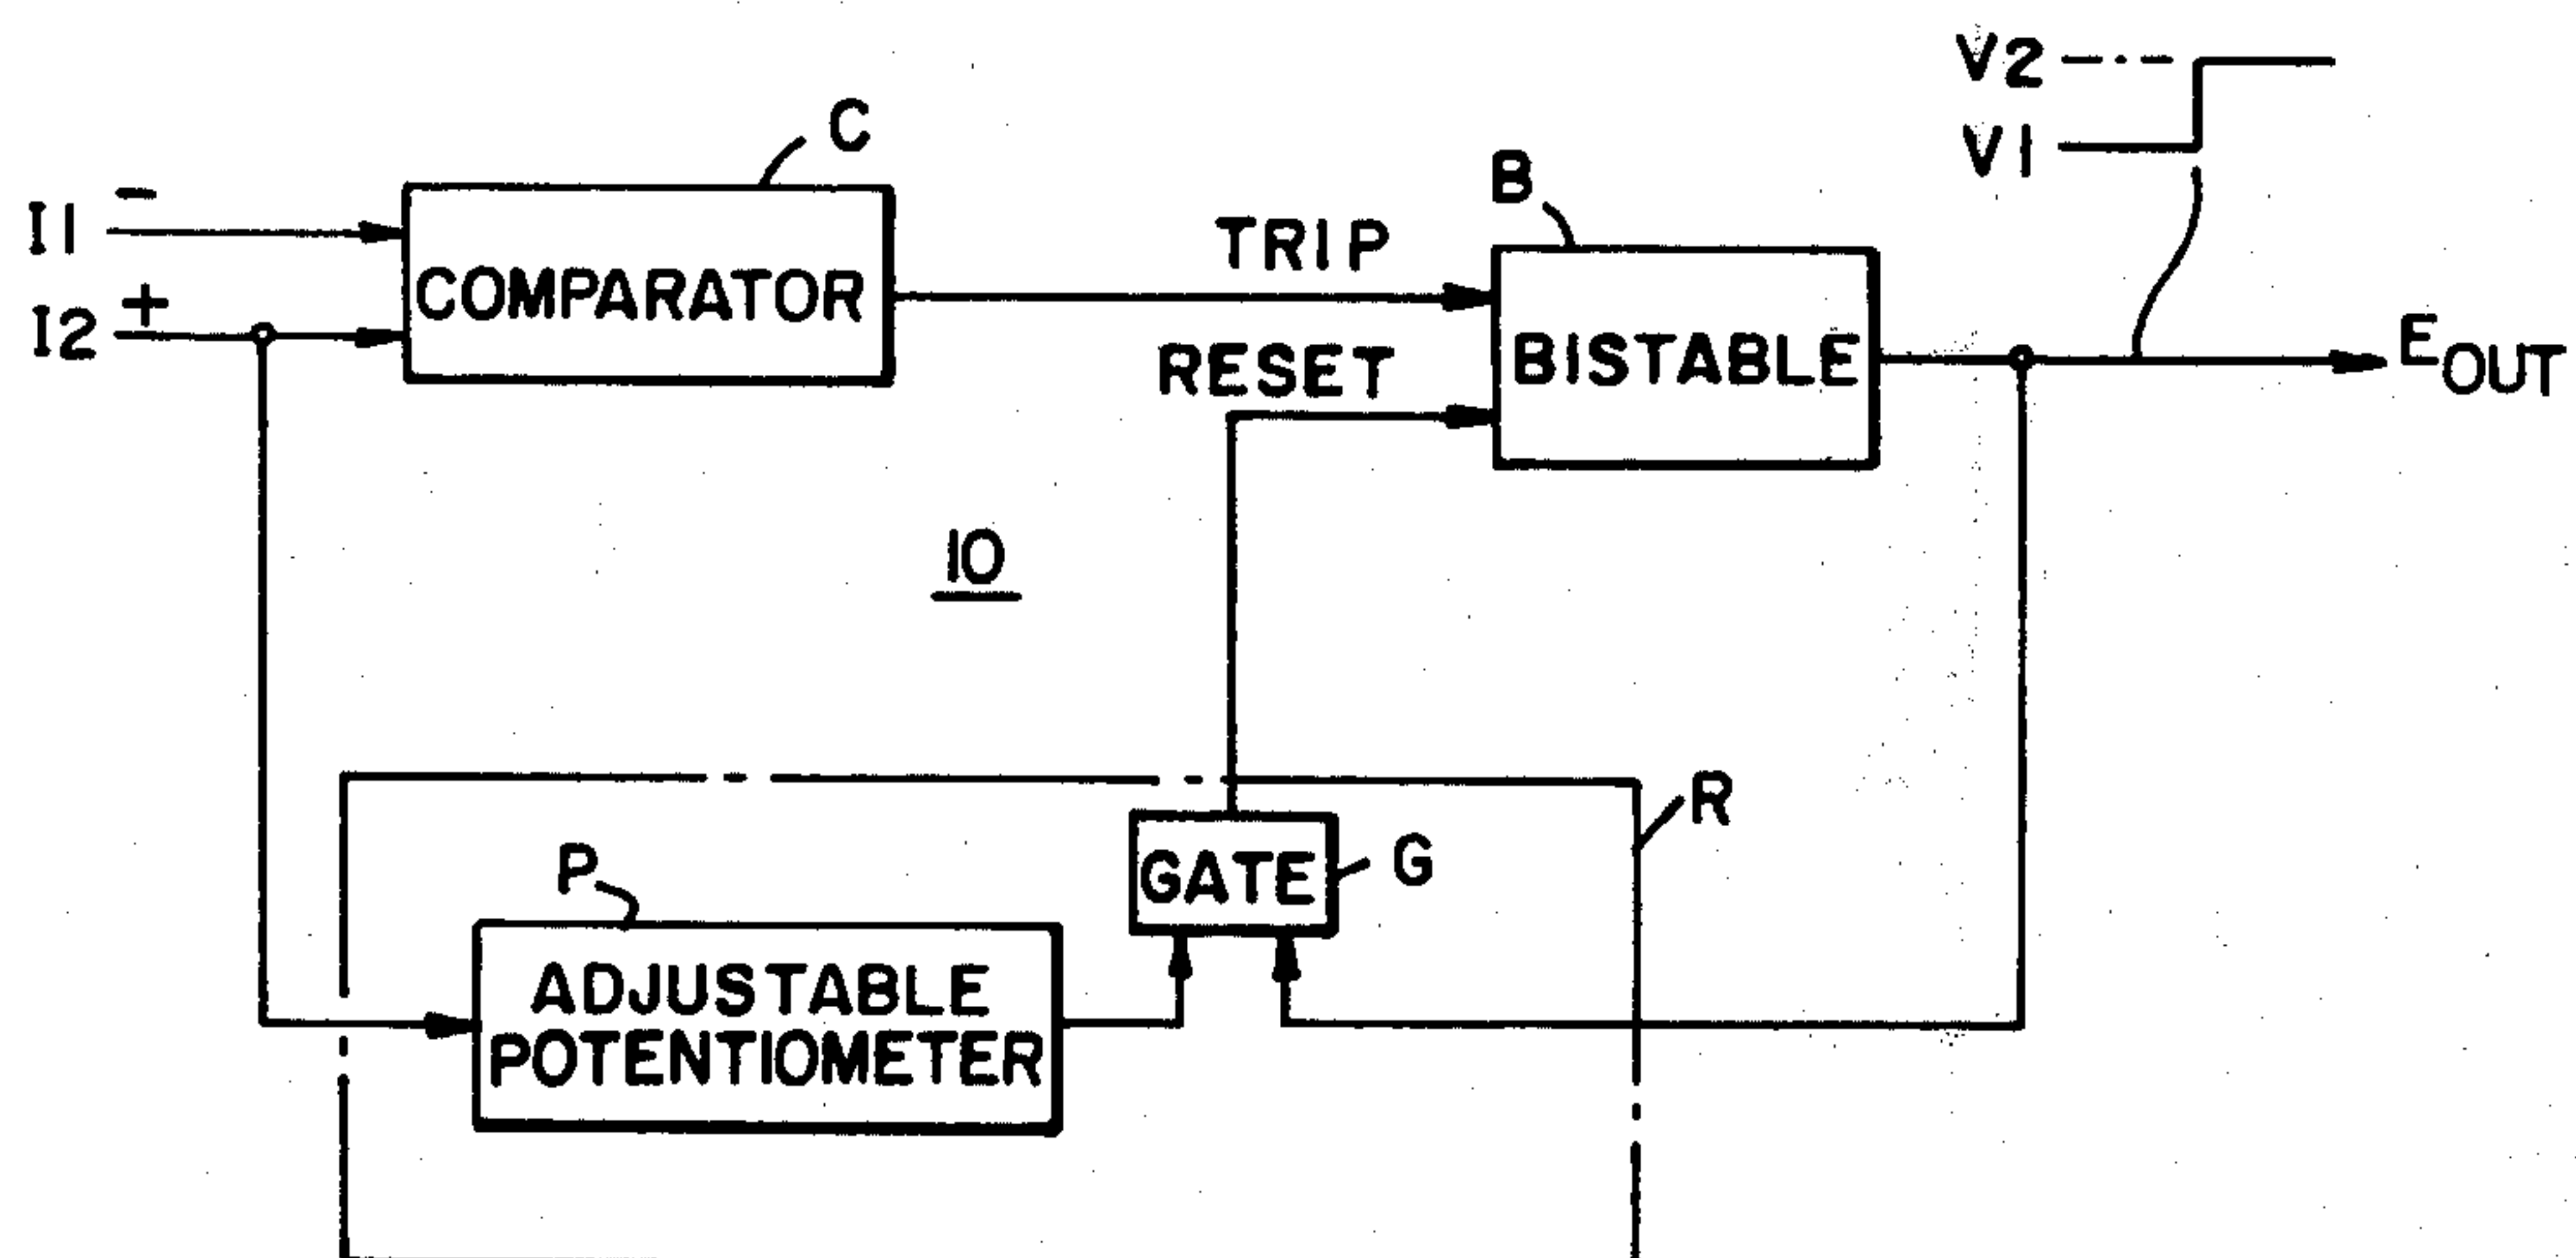 V2
V1
C
I1 -
I2 +
COMPARATOR
TRIP
RESET
B
BISTABLE
E OUT
10
R
P
GATE
G
ADJUSTABLE
POTENTIOMETER